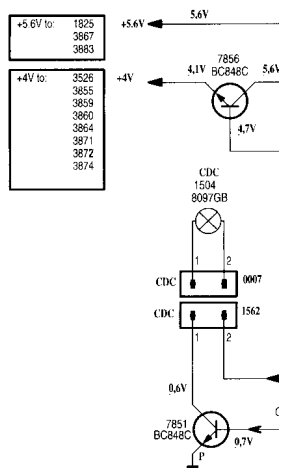 +5.6V to: 1825
3867
3883
+5.6V
5.6V
+4V to: 3526
3855
3859
3860
3864
3871
3872
3874
+4V
4,1V
7856
BC848C
5,6V
4,7V
CDC
1504
8097GB
1 2
CDC 0007
CDC 1562
1 2
0,6V
7851
BC848C
P
0,7V